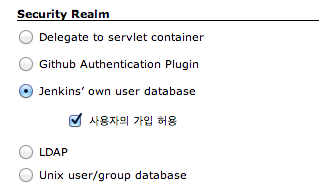 Security Realm
Delegate to servlet container
Github Authentication Plugin
Jenkins’ own user database
사용자의 가입 허용
LDAP
Unix user/group database